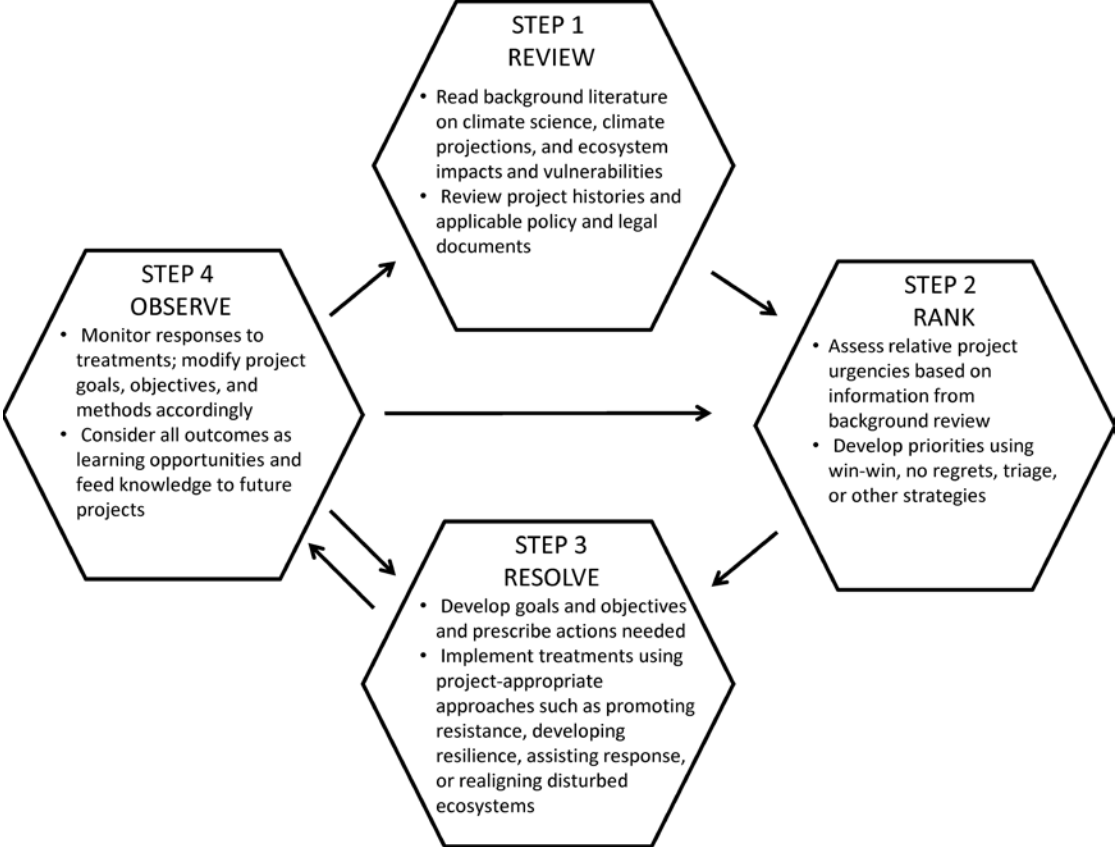 STEP 1
REVIEW
• Read background literature
on climate science, climate
projections, and ecosystem
impacts and vulnerabilities
• Review project histories and
applicable policy and legal
documents
STEP 2
RANK
• Assess relative project
urgencies based on
information from
background review
• Develop priorities using
win-win, no regrets, triage,
or other strategies
STEP 3
RESOLVE
• Develop goals and objectives
and prescribe actions needed
• Implement treatments using
project-appropriate
approaches such as promoting
resistance, developing
resilience, assisting response,
or realigning disturbed
ecosystems
STEP 4
OBSERVE
• Monitor responses to
treatments; modify project
goals, objectives, and
methods accordingly
• Consider all outcomes as
learning opportunities and
feed knowledge to future
projects